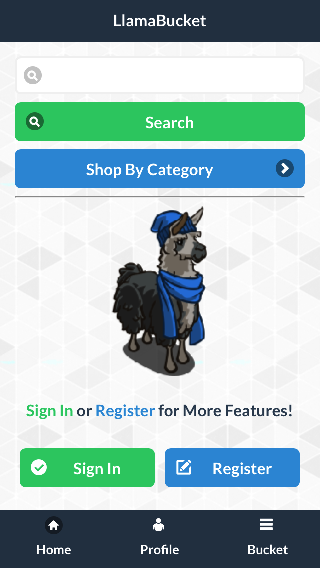 LlamaBucket
Search
Shop By Category
Sign In or Register for More Features!
Sign In Register
Home Profile Bucket